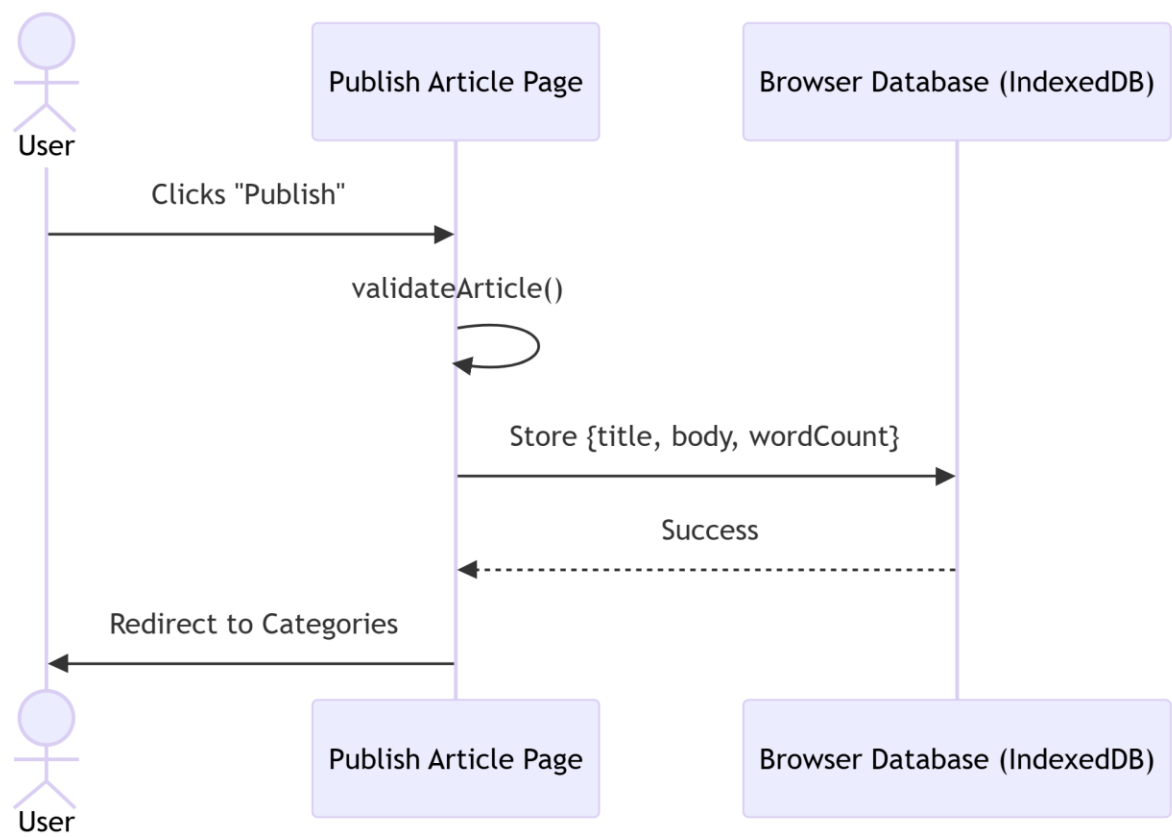 Publish Article Page
Browser Database (IndexedDB)
User
Clicks "Publish"
validateArticle()
Store {title, body, wordCount}
Success
Redirect to Categories
Publish Article Page
Browser Database (IndexedDB)
User